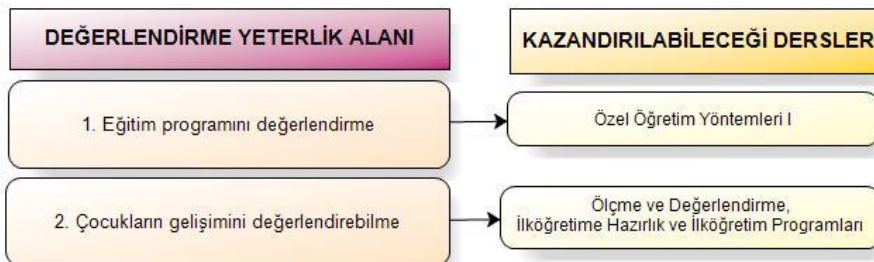 DEĞERLENDİRME YETERLİK ALANI
KAZANDIRILABİLECEĞİ DERSLER
1. Eğitim programını değerlendirme
Özel Öğretim Yöntemleri I
2. Çocukların gelişimini değerlendirebilme
Ölçme ve Değerlendirme,
İlköğretime Hazırlık ve İlköğretim Programları